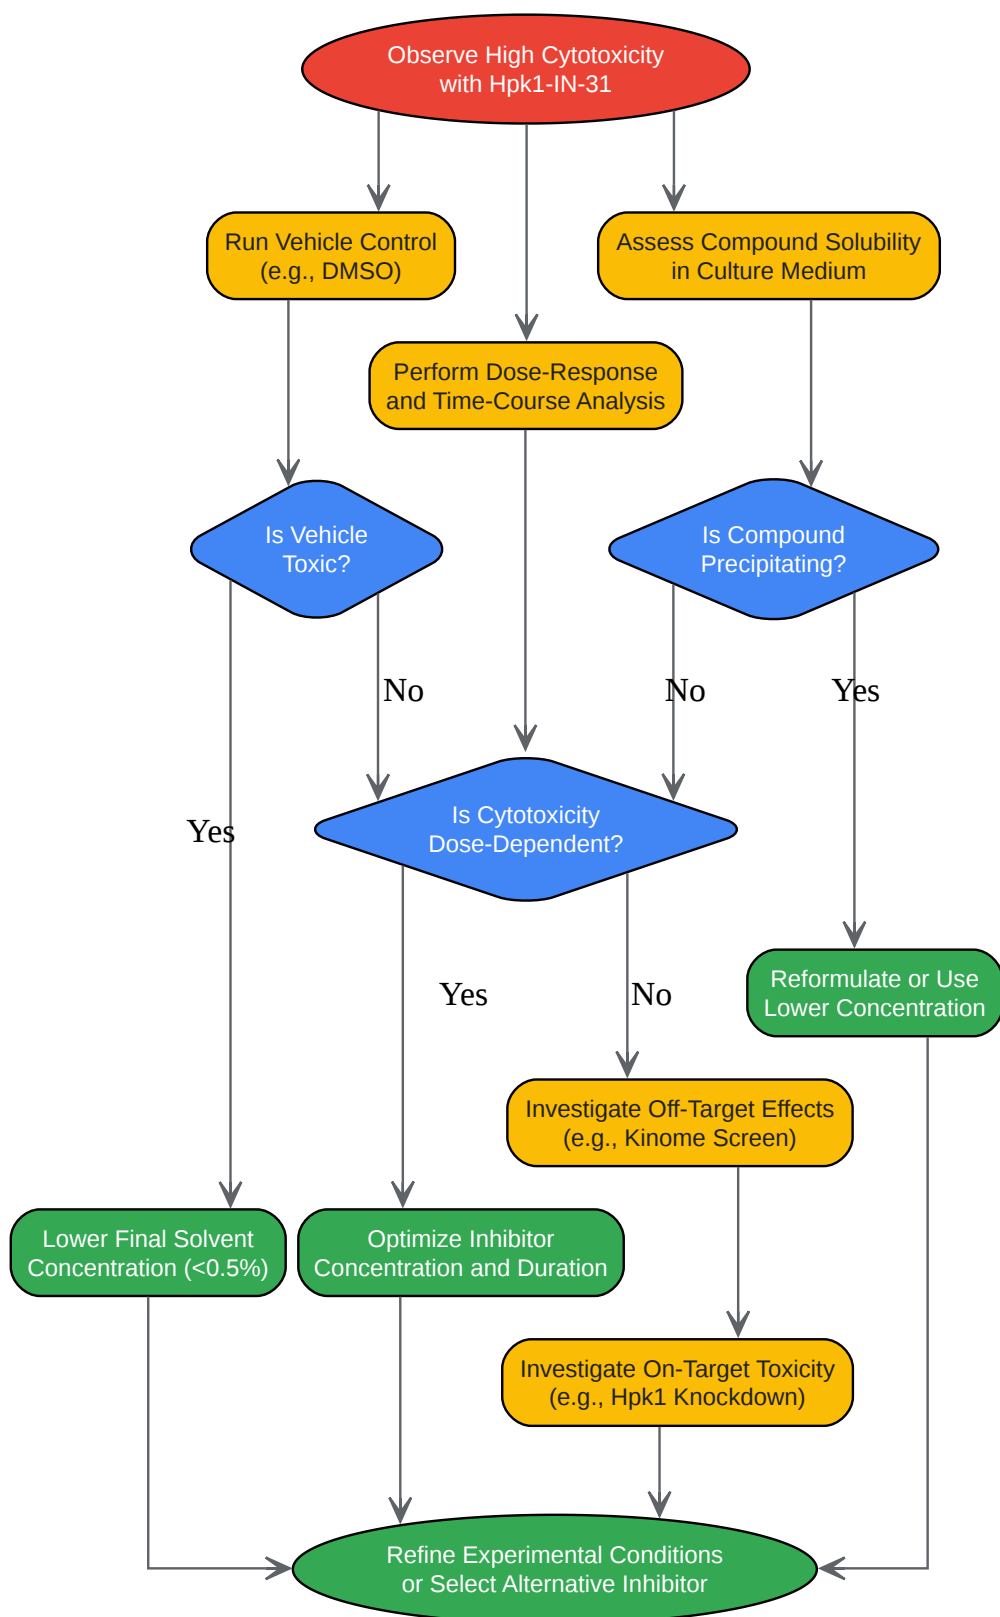 Observe High Cytotoxicity
with Hpk1-IN-31
Run Vehicle Control
(e.g., DMSO)
Assess Compound Solubility
in Culture Medium
Perform Dose-Response
and Time-Course Analysis
Is Vehicle
Toxic?
Is Compound
Precipitating?
No
No
Yes
Is Cytotoxicity
Dose-Dependent?
Yes
Yes
No
Reformulate or Use
Lower Concentration
Investigate Off-Target Effects
(e.g., Kinome Screen)
Lower Final Solvent
Concentration (<0.5%)
Optimize Inhibitor
Concentration and Duration
Investigate On-Target Toxicity
(e.g., Hpk1 Knockdown)
Refine Experimental Conditions
or Select Alternative Inhibitor